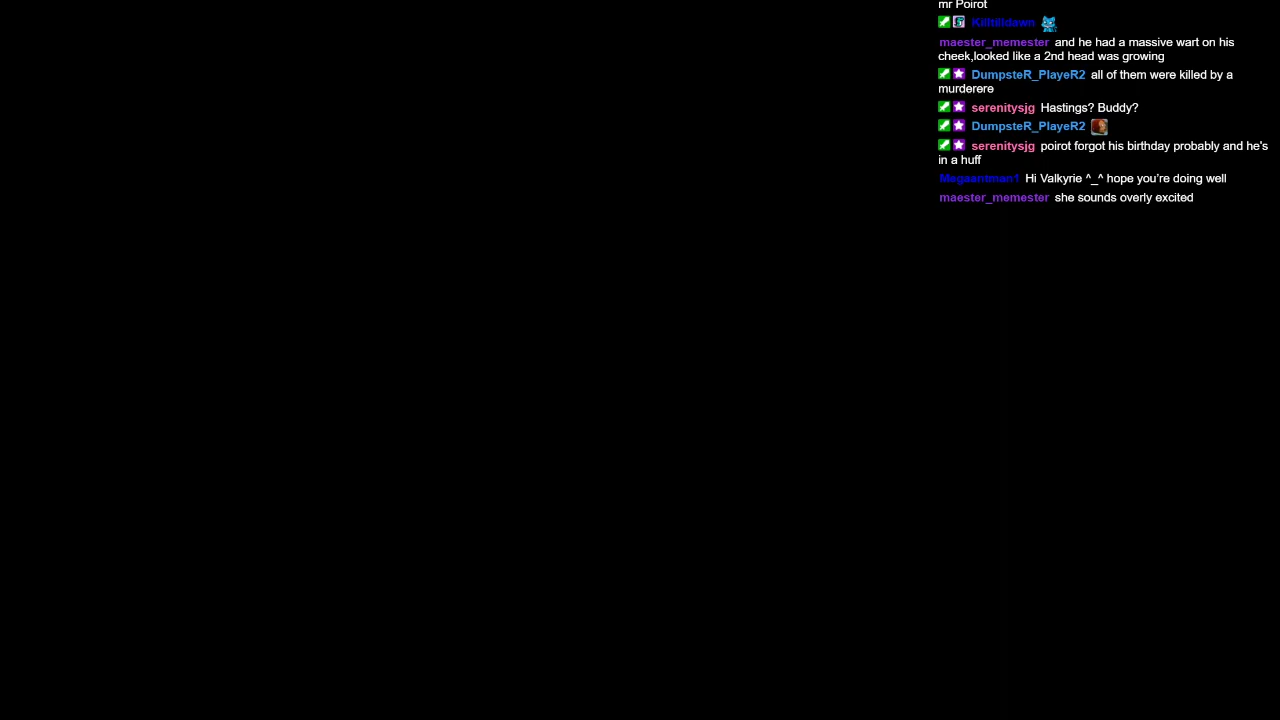 mr Poirot
Killtilldawn
maester_memester and he had a massive wart on his
cheek,looked like a 2nd head was growing
DumpsteR_PlayeR2 all of them were killed by a
murderere
serenitysjg Hastings? Buddy?
DumpsteR_PlayeR2
serenitysjg poirot forgot his birthday probably and he's
in a huff
Megaantman1 Hi Valkyrie ^_^ hope you're doing well
maester_memester she sounds overly excited